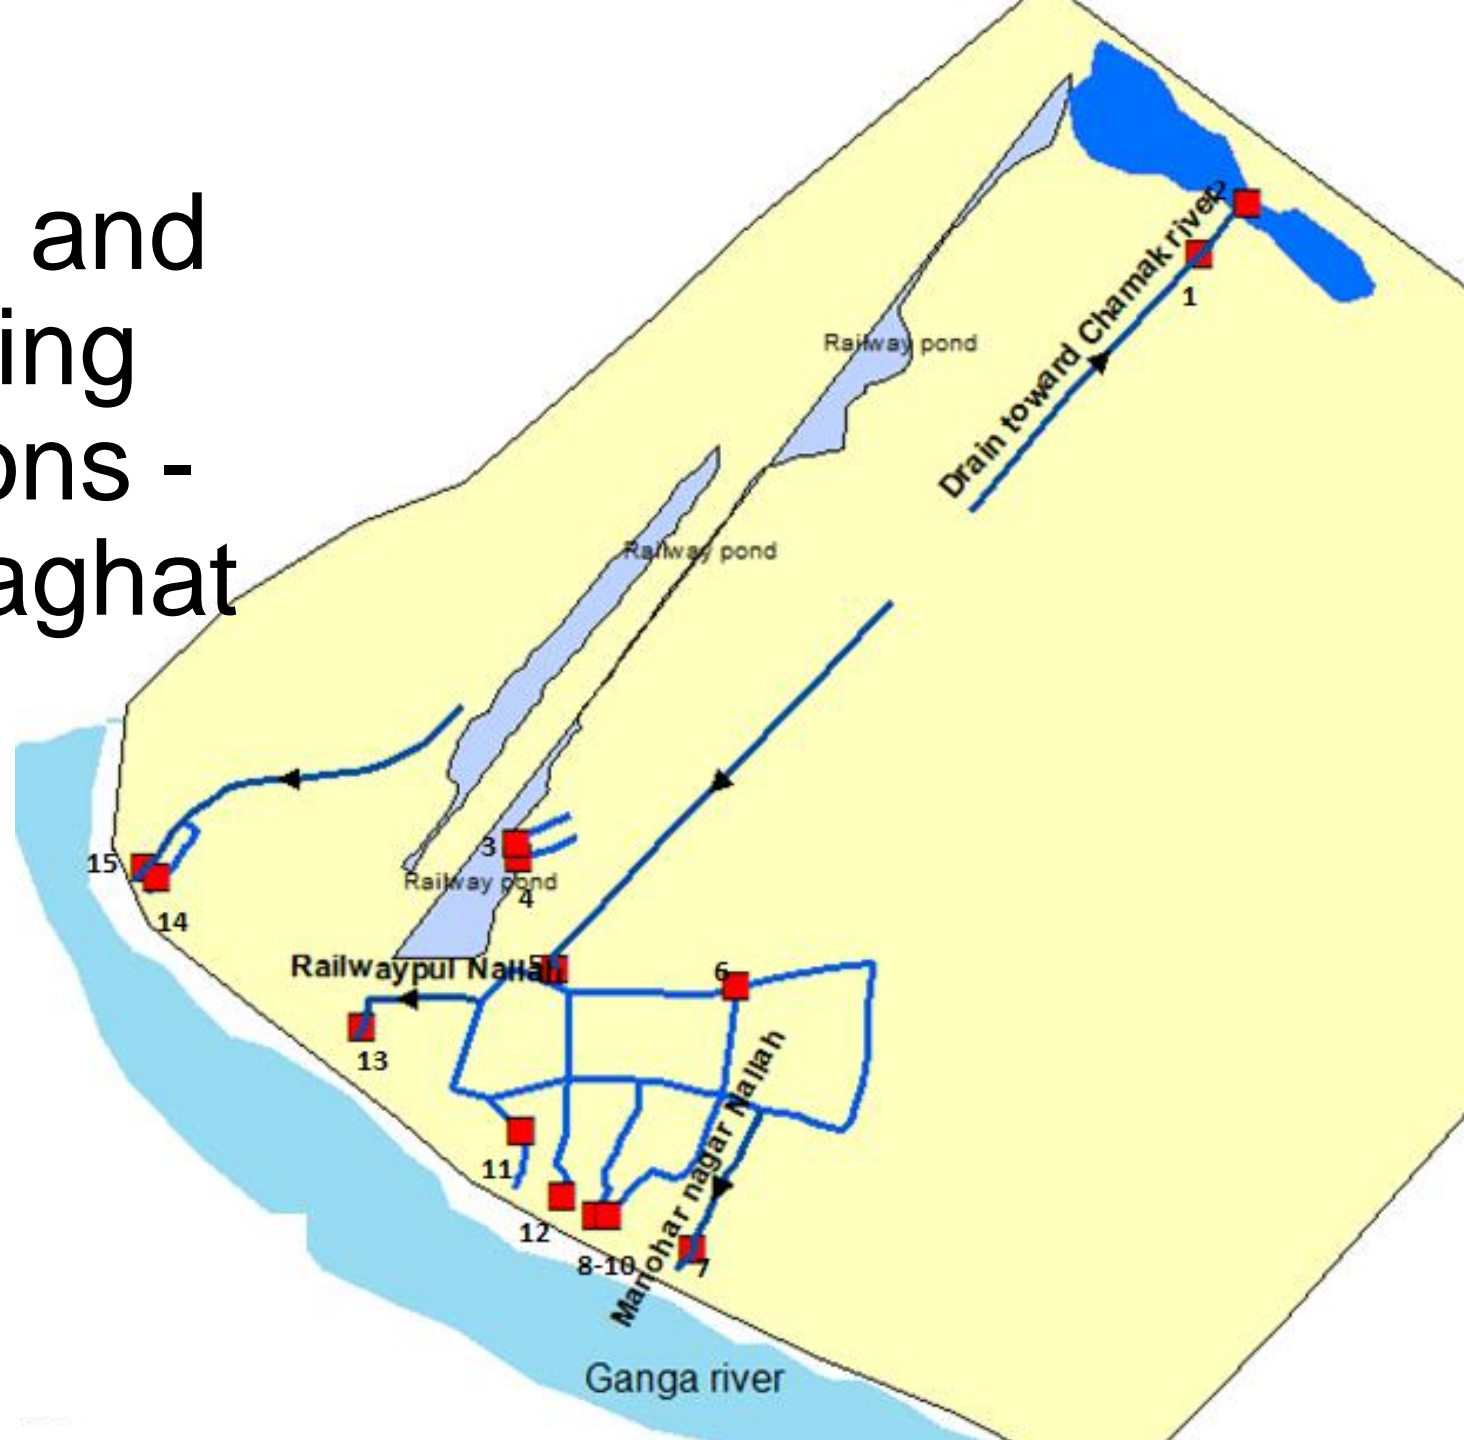 and
ing
ons -
aghat
2
Drain toward Chamak river
1
Railway pond
Railway pond
3
Railway pond
4
15
14
Railwaypul Nallah
5
6
13
Manohar nagar Nallah
11
12
8-10
7
Ganga river